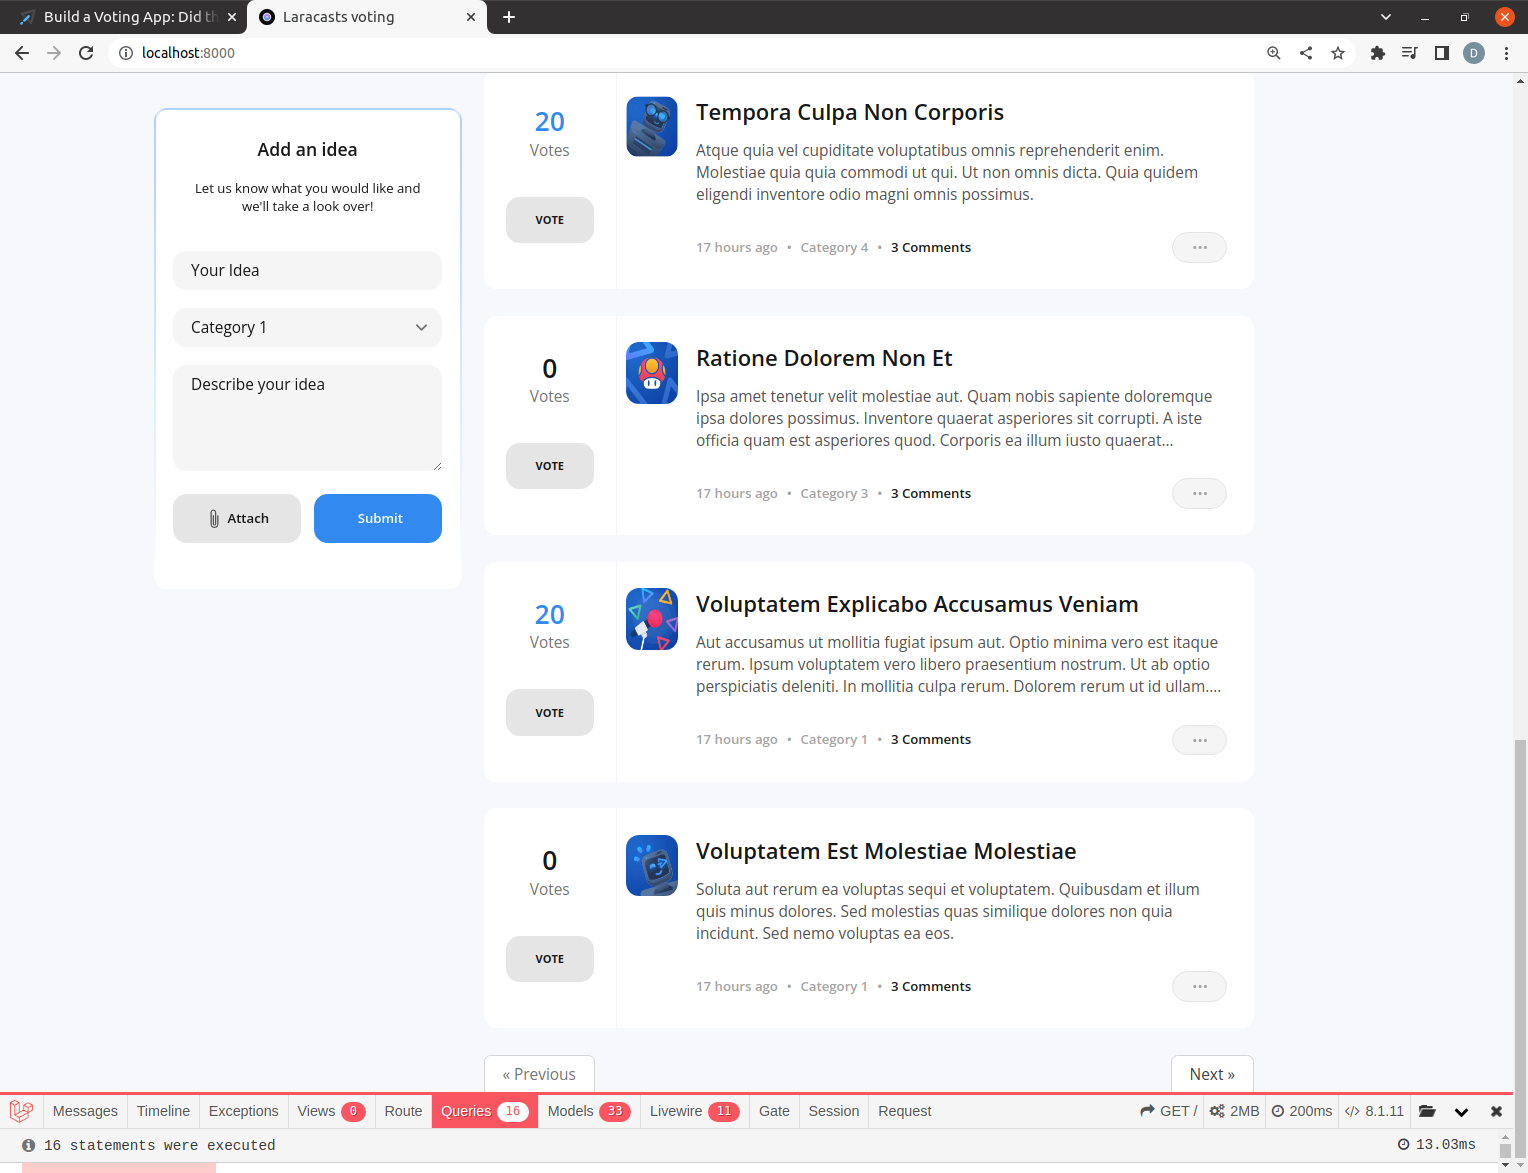 Build a Voting App: Did th
Laracasts voting
localhost:8000
D
Add an idea
Let us know what you would like and
we'll take a look over!
Your Idea
Category 1
Describe your idea
Attach
Submit
20
Votes
VOTE
Tempora Culpa Non Corporis
Atque quia vel cupiditate voluptatibus omnis reprehenderit enim.
Molestiae quia quia commodi ut qui. Ut non omnis dicta. Quia quidem
eligendi inventore odio magni omnis possimus.
17 hours ago • Category 4 • 3 Comments
0
Votes
VOTE
Ratione Dolorem Non Et
Ipsa amet tenetur velit molestiae aut. Quam nobis sapiente doloremque
ipsa dolores possimus. Inventore quaerat asperiores sit corrupti. A iste
officia quam est asperiores quod. Corporis ea illum iusto quaerat...
17 hours ago • Category 3 • 3 Comments
20
Votes
VOTE
Voluptatem Explicabo Accusamus Veniam
Aut accusamus ut mollitia fugiat ipsum aut. Optio minima vero est itaque
rerum. Ipsum voluptatem vero libero praesentium nostrum. Ut ab optio
perspiciatis deleniti. In mollitia culpa rerum. Dolorem rerum ut id ullam....
17 hours ago • Category 1 • 3 Comments
0
Votes
VOTE
Voluptatem Est Molestiae Molestiae
Soluta aut rerum ea voluptas sequi et voluptatem. Quibusdam et illum
quis minus dolores. Sed molestias quas similique dolores non quia
incidunt. Sed nemo voluptas ea eos.
17 hours ago • Category 1 • 3 Comments
« Previous
Next »
Messages Timeline Exceptions Views 0 Route Queries 16 Models 33 Livewire 11 Gate Session Request GET / 2MB 200ms 8.1.11
16 statements were executed 13.03ms